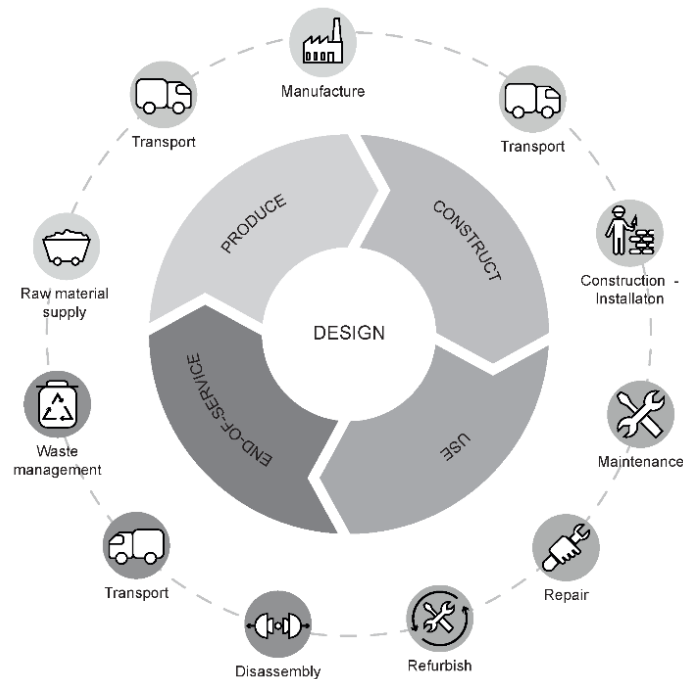 Manufacture
Transport
Transport
PRODUCE
CONSTRUCT
Raw material
supply
Construction -
Installaton
DESIGN
END-OF-SERVICE
USE
Waste
management
Maintenance
Transport
Repair
Disassembly
Refurbish